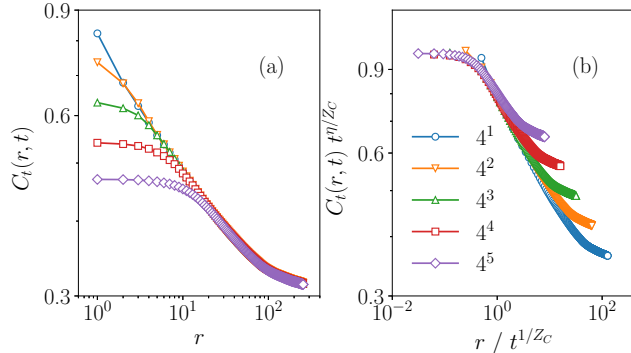 0.9
0.6
0.3
C_t(r, t)
10^0
10^1
10^2
r
(a)
0.9
0.6
0.3
C_t(r, t) t^{η/Z_C}
10^{−2}
10^0
10^2
r / t^{1/Z_C}
(b)
4^1
4^2
4^3
4^4
4^5